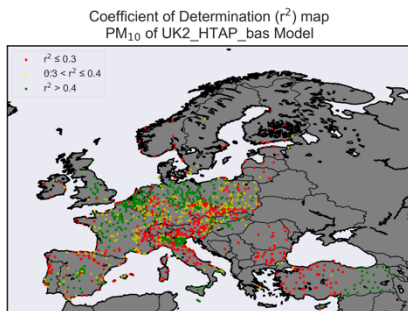 Coefficient of Determination (r²) map
PM₁₀ of UK2_HTAP_bas Model
r² ≤ 0.3
0:3 < r² ≤ 0.4
r² > 0.4